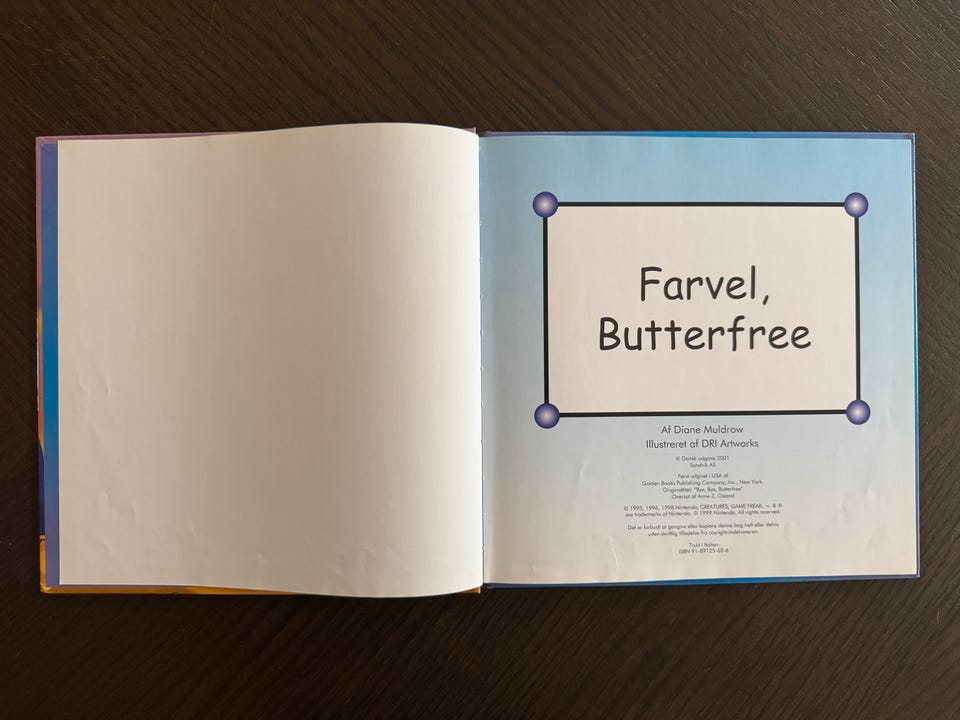 Farvel,
Butterfree
Af Diane Muldrow
Illustreret af DRI Artworks
© Dansk udgave 2001
Sandvik AS
Først udgivet i USA af
Golden Books Publishing Company, Inc., New York.
Originaltitel: "Bye, Bye, Butterfree"
Oversat af Anne Z. Osland
© 1995, 1996, 1998 Nintendo, CREATURES, GAME FREAK, ™ & ®
are trademarks of Nintendo. © 1999 Nintendo. All rights reserved.
Det er forbudt at gengive eller kopiere denne bog helt eller delvis
uden skriftlig tilladelse fra copyright-indehaveren.
Trykt i Italien.
ISBN 91-89125-60-6